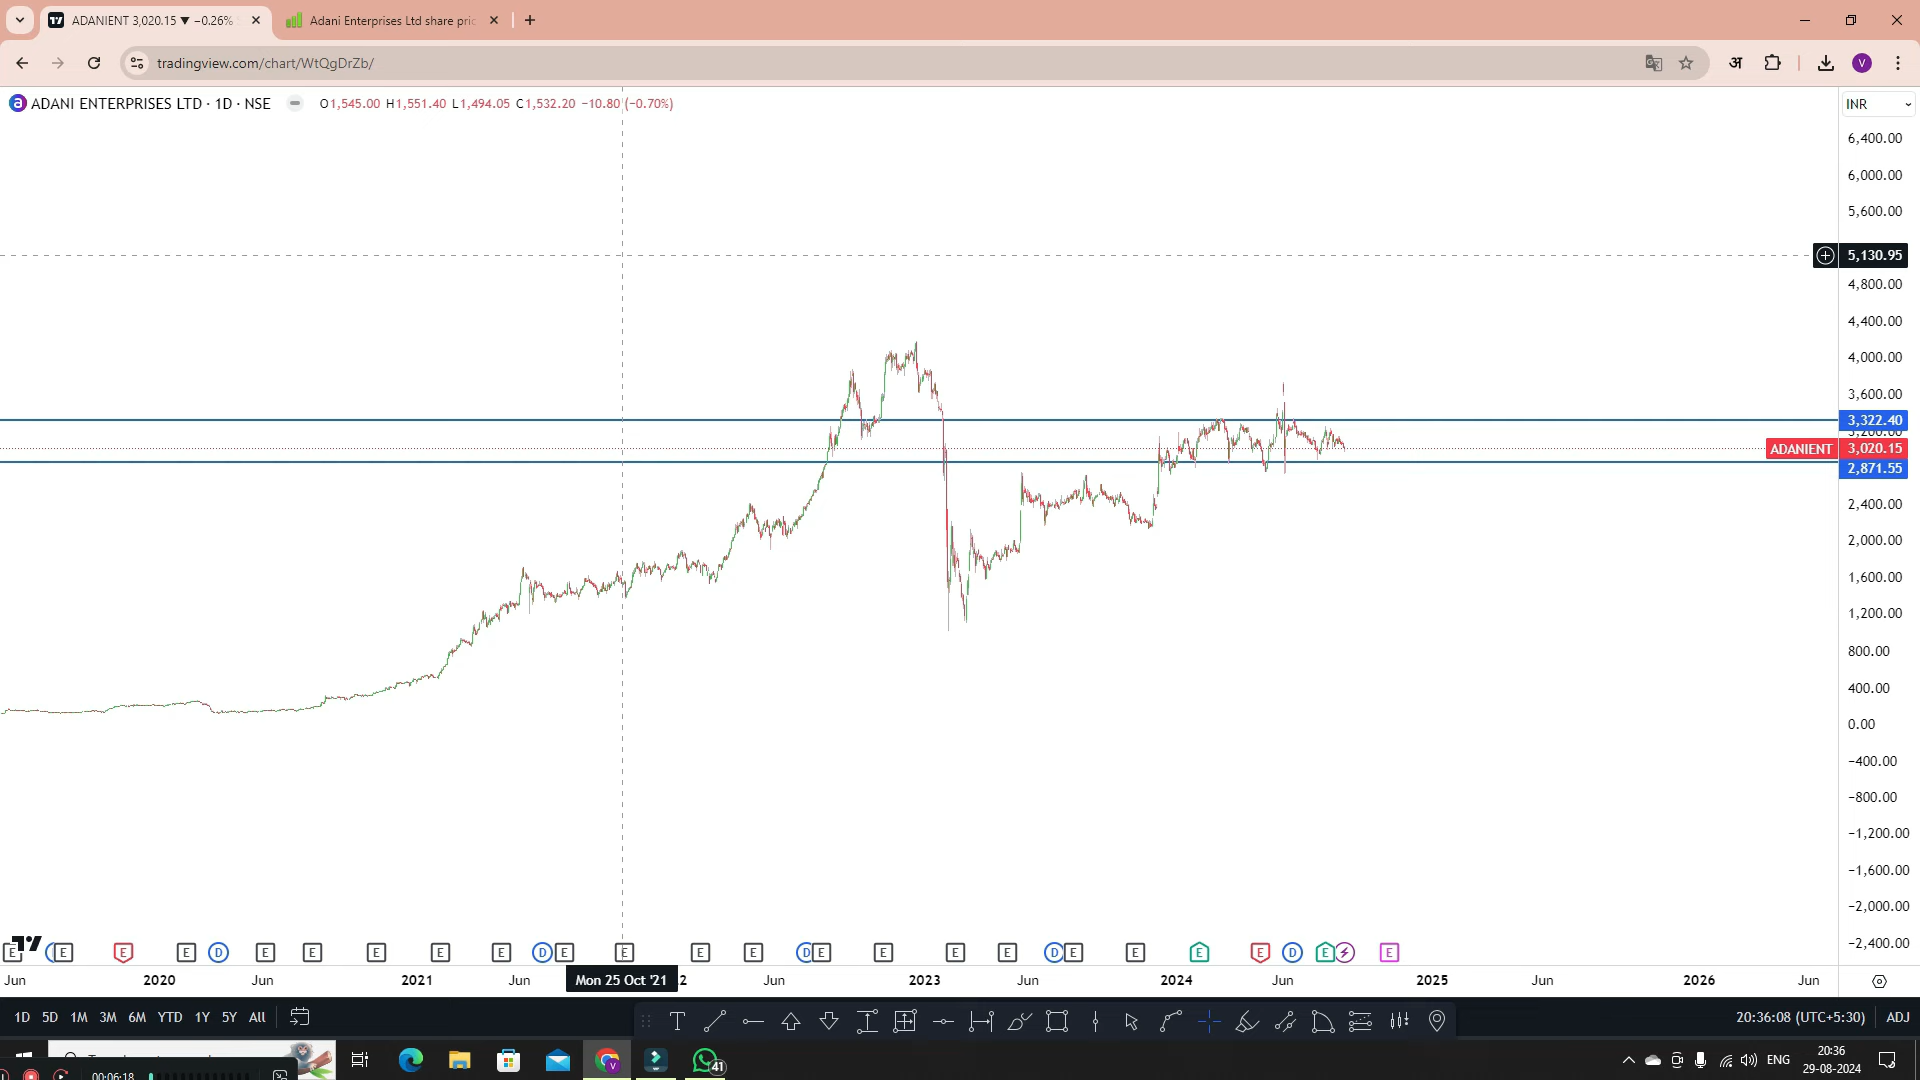 ADANIENT 3,020.15 ▼ −0.26%
Adani Enterprises Ltd share pric
tradingview.com/chart/WtQgDrZb/
अ
V
ADANI ENTERPRISES LTD · 1D · NSE
O1,545.00 H1,551.40 L1,494.05 C1,532.20 −10.80 (−0.70%)
INR
6,400.00
6,000.00
5,600.00
5,130.95
4,800.00
4,400.00
4,000.00
3,600.00
3,322.40
3,200.00
ADANIENT 3,020.15
2,871.55
2,400.00
2,000.00
1,600.00
1,200.00
800.00
400.00
0.00
−400.00
−800.00
−1,200.00
−1,600.00
−2,000.00
−2,400.00
E E E E D E E E E E D E E E E D E E E E D E E E E D E E
Jun 2020 Jun 2021 Jun Mon 25 Oct '21 2 Jun 2023 Jun 2024 Jun 2025 Jun 2026 Jun
1D 5D 1M 3M 6M YTD 1Y 5Y All
20:36:08 (UTC+5:30) ADJ
00:06:18
41
ENG
20:36
29-08-2024